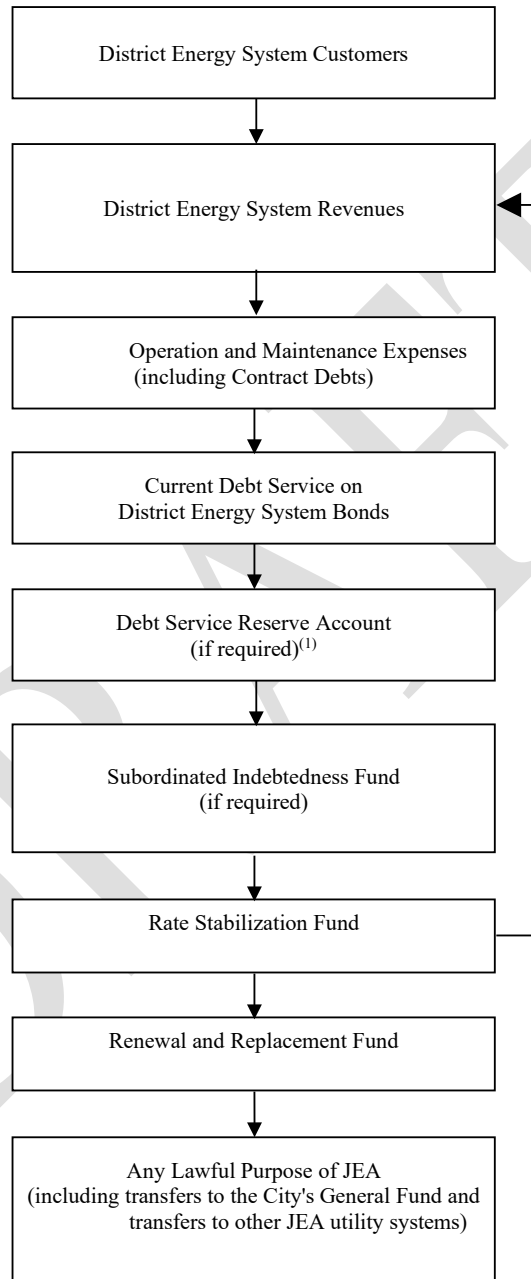 District Energy System Customers
District Energy System Revenues
Operation and Maintenance Expenses
(including Contract Debts)
Current Debt Service on
District Energy System Bonds
Debt Service Reserve Account
(if required)(1)
Subordinated Indebtedness Fund
(if required)
Rate Stabilization Fund
Renewal and Replacement Fund
Any Lawful Purpose of JEA
(including transfers to the City's General Fund and
transfers to other JEA utility systems)